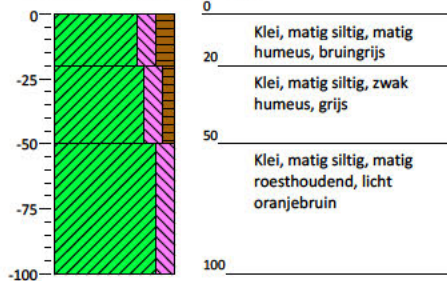 0
0
Klei, matig siltig, matig
humeus, bruingrijs
20
-25
Klei, matig siltig, zwak
humeus, grijs
-50
50
Klei, matig siltig, matig
roesthoudend, licht
oranjebruin
-75
-100
100